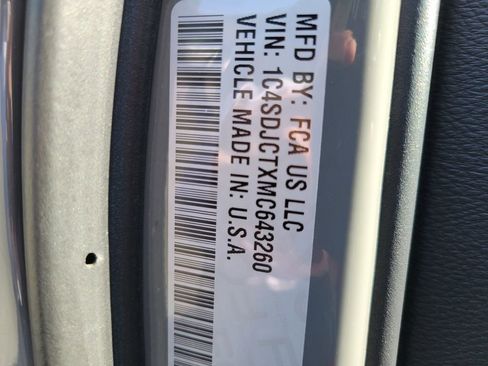 MFD BY: FCA US LLC
VIN: 1C4SDJCTXMC643260
VEHICLE MADE IN: U.S.A.